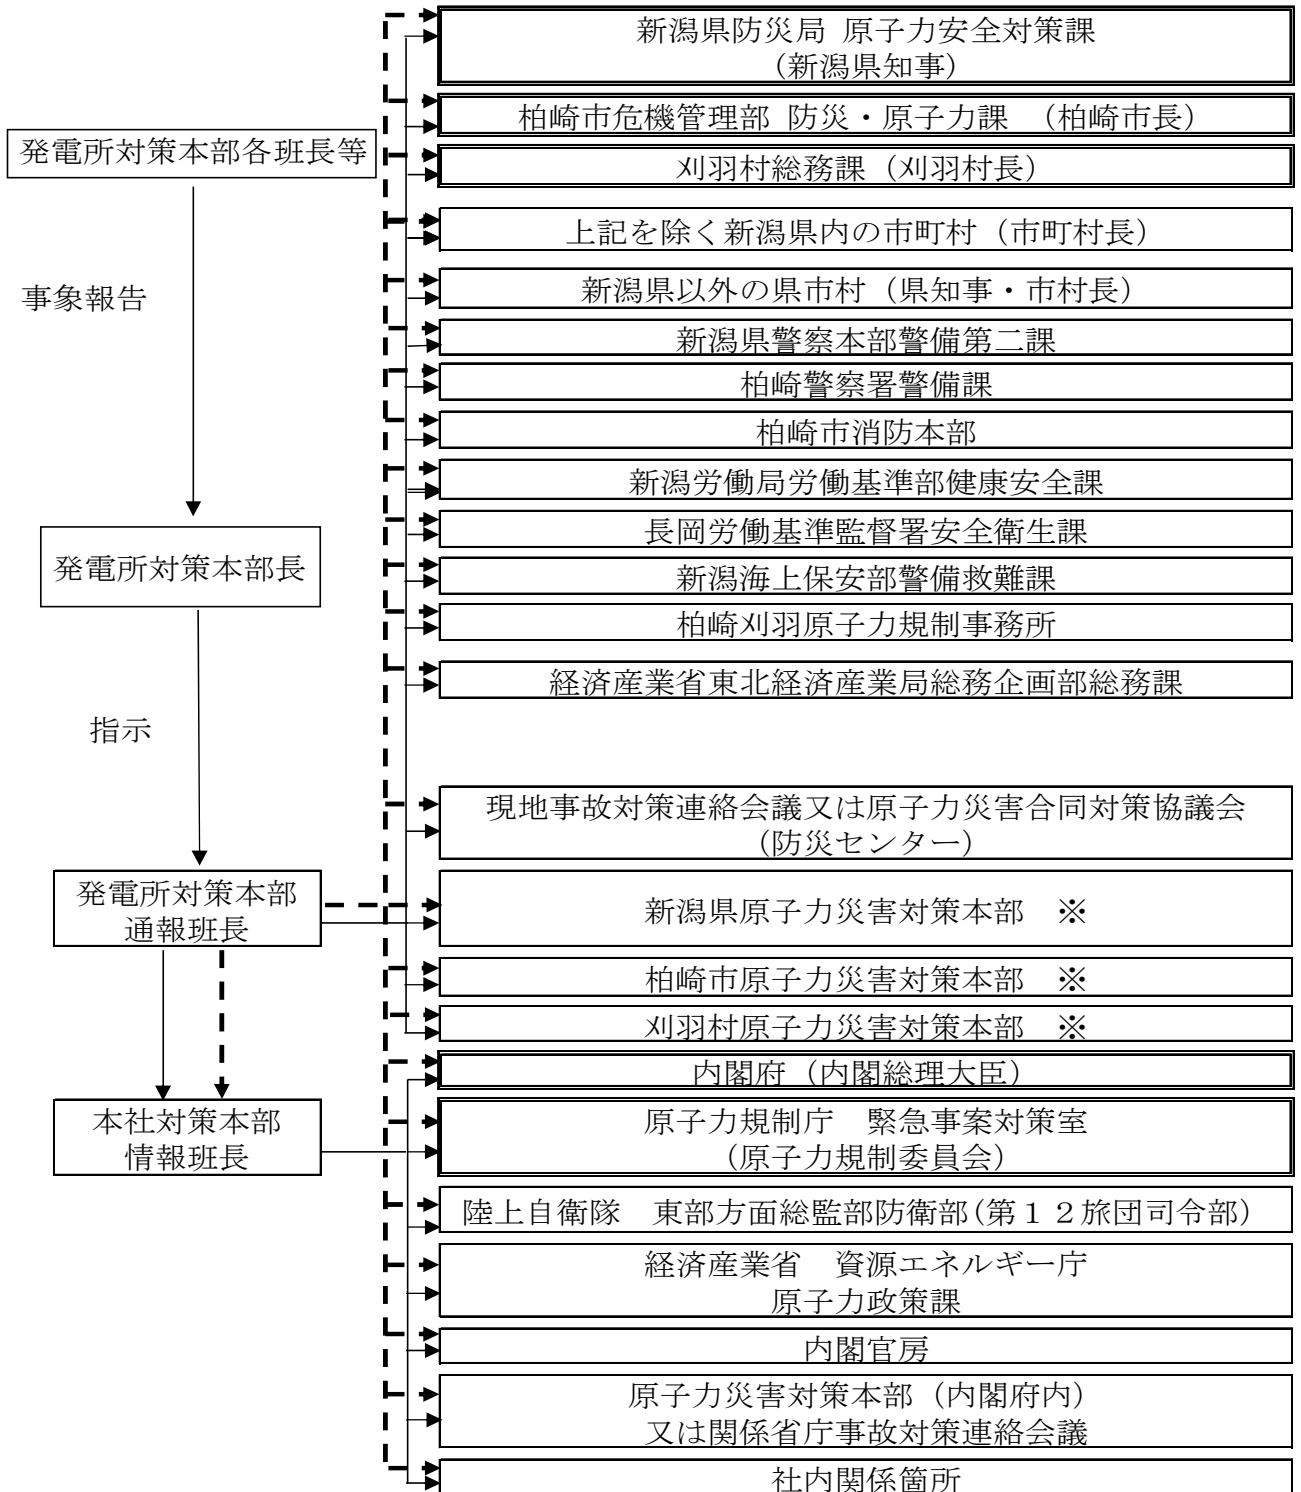 新潟県防災局 原子力安全対策課
(新潟県知事)
柏崎市危機管理部 防災・原子力課 (柏崎市長)
発電所対策本部各班長等
刈羽村総務課(刈羽村長)
上記を除く新潟県内の市町村(市町村長)
事象報告
新潟県以外の県市村(県知事・市村長)
新潟県警察本部警備第二課
柏崎警察署警備課
柏崎市消防本部
新潟労働局労働基準部健康安全課
長岡労働基準監督署安全衛生課
発電所対策本部長
新潟海上保安部警備救難課
柏崎刈羽原子力規制事務所
経済産業省東北経済産業局総務企画部総務課
指示
現地事故対策連絡会議又は原子力災害合同対策協議会
(防災センター)
発電所対策本部
通報班長
新潟県原子力災害対策本部 ※
柏崎市原子力災害対策本部 ※
刈羽村原子力災害対策本部 ※
内閣府(内閣総理大臣)
本社対策本部
情報班長
原子力規制庁 緊急事案対策室
(原子力規制委員会)
陸上自衛隊 東部方面総監部防衛部(第12旅団司令部)
経済産業省 資源エネルギー庁
原子力政策課
内閣官房
原子力災害対策本部(内閣府内)
又は関係省庁事故対策連絡会議
社内関係箇所